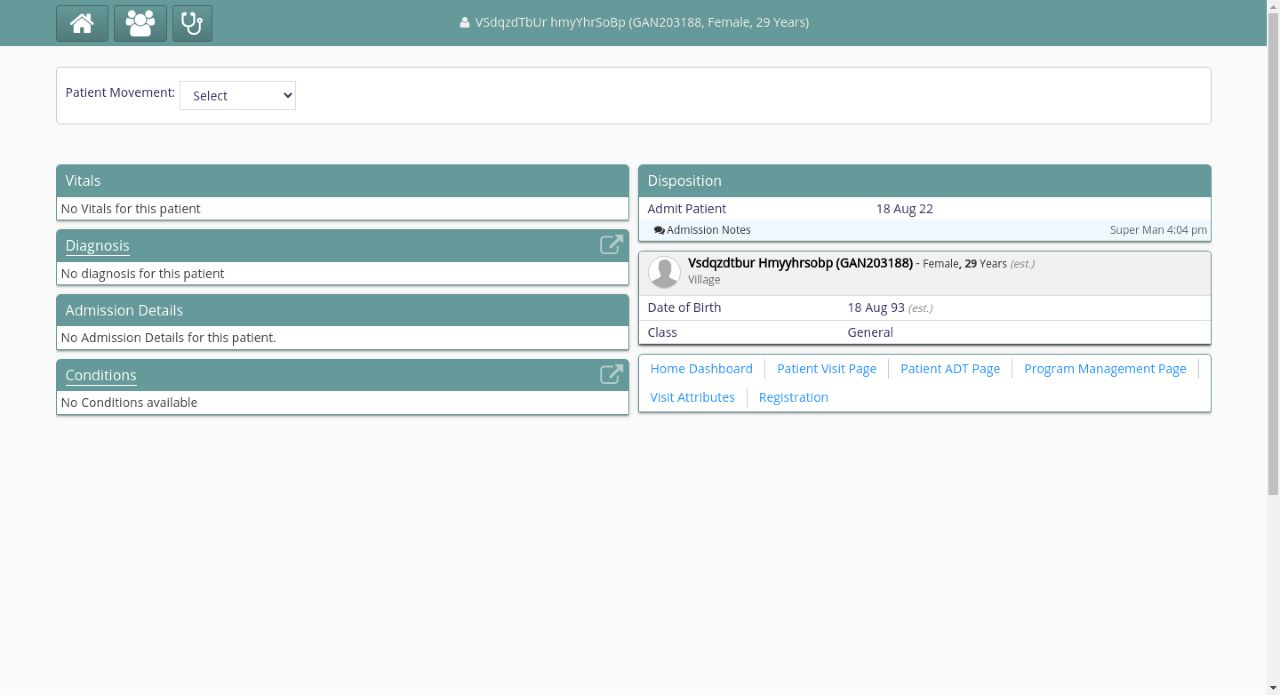 VSdqzdTbUr hmyYhrSoBp (GAN203188, Female, 29 Years)
Patient Movement: Select
Vitals
No Vitals for this patient
Diagnosis
No diagnosis for this patient
Admission Details
No Admission Details for this patient.
Conditions
No Conditions available
Disposition
Admit Patient 18 Aug 22
Admission Notes Super Man 4:04 pm
Vsdqzdtbur Hmyyhrsobp (GAN203188) - Female, 29 Years (est.)
Village
Date of Birth 18 Aug 93 (est.)
Class General
Home Dashboard Patient Visit Page Patient ADT Page Program Management Page
Visit Attributes Registration